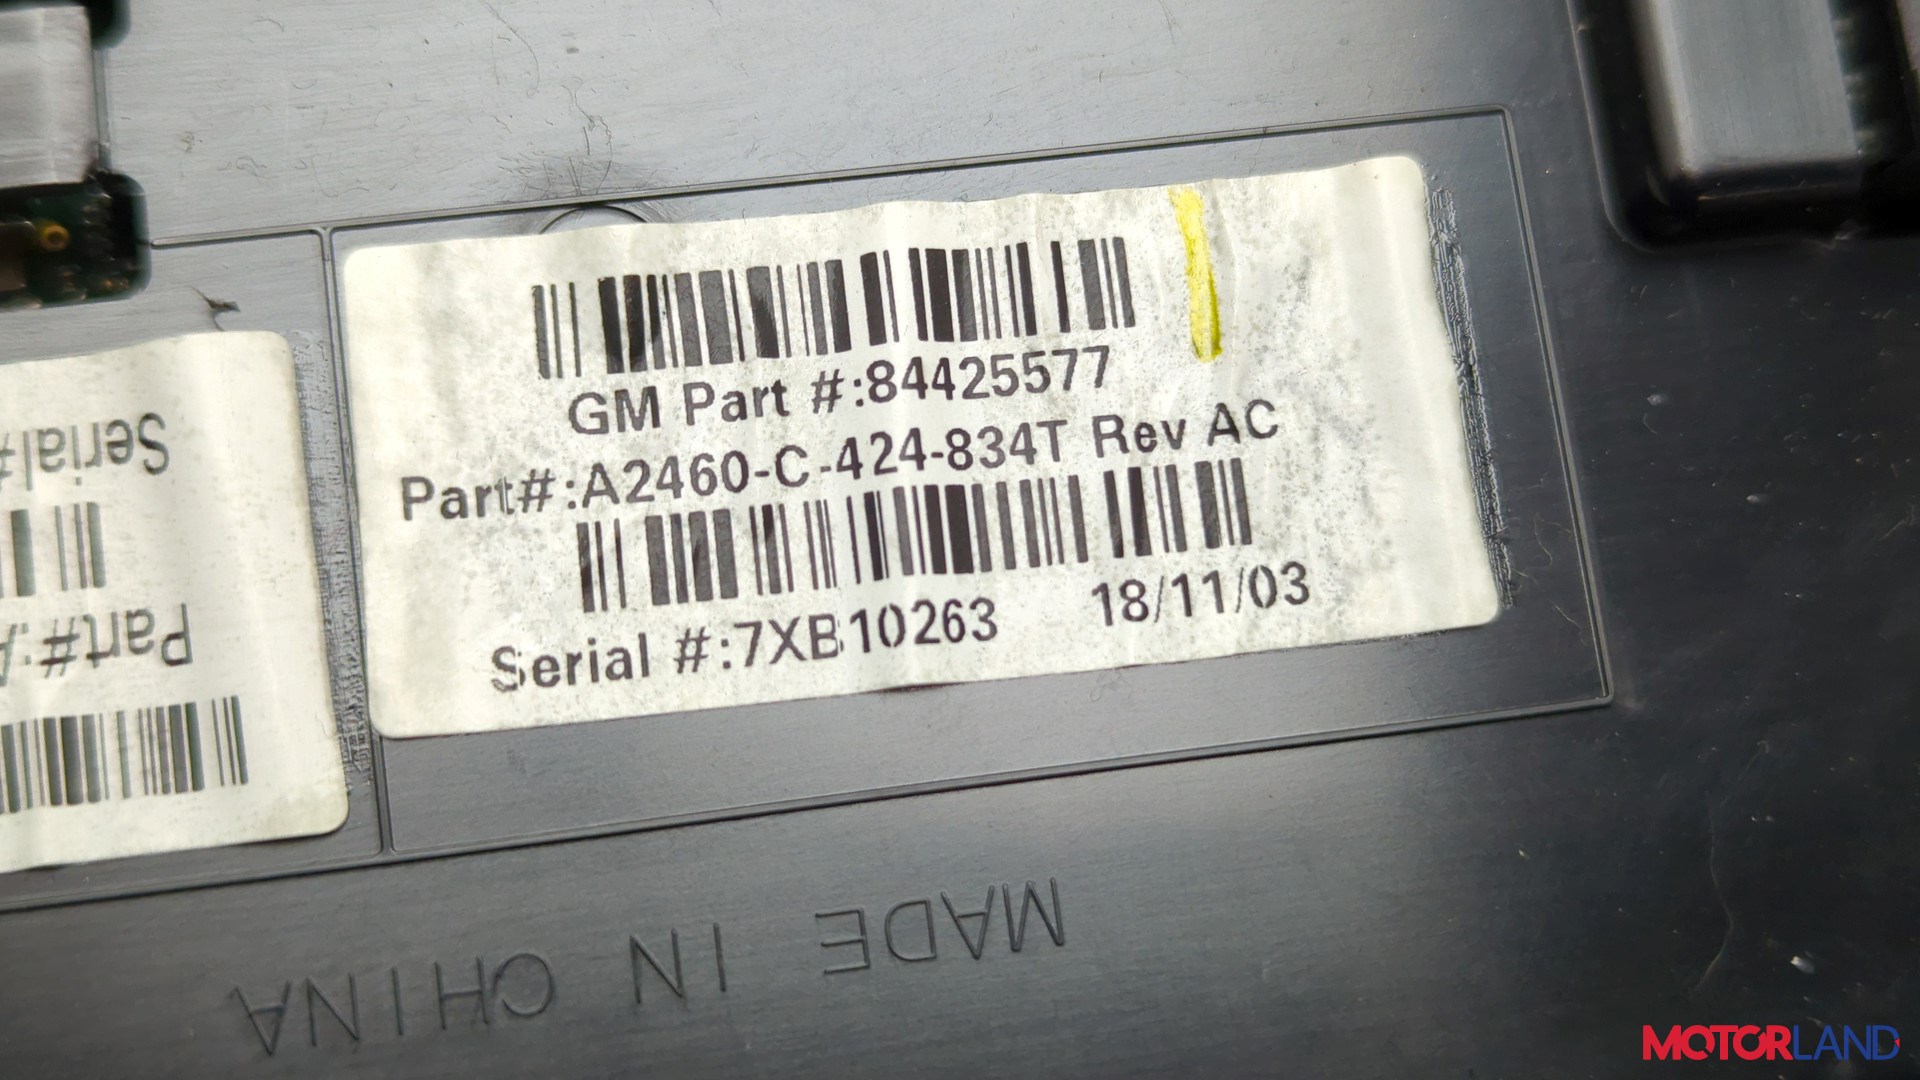 GM Part #:84425577
Part#:A2460-C-424-834T Rev AC
Serial #:7XB10263 18/11/03
Serial#
Part#:A
MADE IN CHINA
MOTORLAND